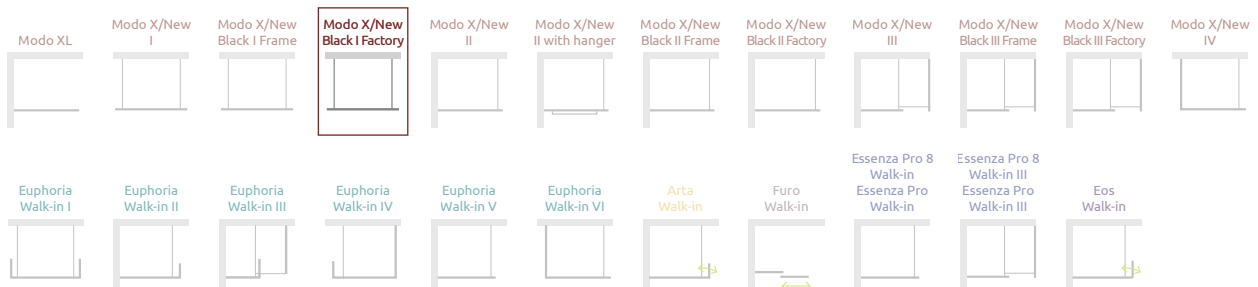 Modo XL
Modo X/New
I
Modo X/New
Black I Frame
Modo X/New
Black I Factory
Modo X/New
II
Modo X/New
II with hanger
Modo X/New
Black II Frame
Modo X/New
Black II Factory
Modo X/New
III
Modo X/New
Black III Frame
Modo X/New
Black III Factory
Modo X/New
IV
Euphoria
Walk-in I
Euphoria
Walk-in II
Euphoria
Walk-in III
Euphoria
Walk-in IV
Euphoria
Walk-in V
Euphoria
Walk-in VI
Arta
Walk-in
Furo
Walk-in
Essenza Pro 8
Walk-in
Essenza Pro
Walk-in
Essenza Pro 8
Walk-in III
Essenza Pro
Walk-in III
Eos
Walk-in